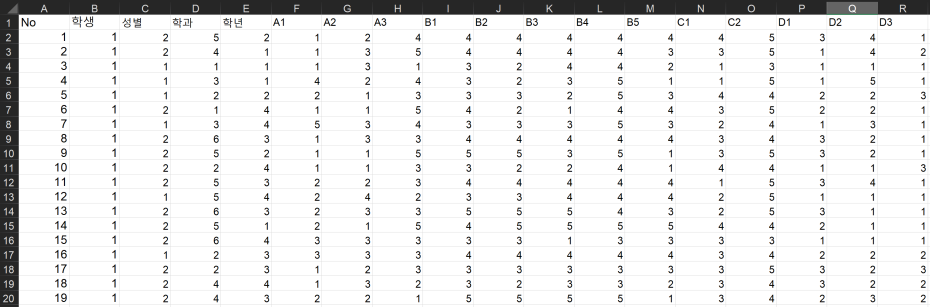 A B C D E F G H I J K L M N O P Q R
1 No 학생 성별 학과 학년 A1 A2 A3 B1 B2 B3 B4 B5 C1 C2 D1 D2 D3
2 1 1 2 5 2 1 2 4 4 4 4 4 4 4 5 3 4 1
3 2 1 2 4 1 1 3 5 4 4 4 4 3 3 5 1 4 2
4 3 1 1 1 1 3 1 3 2 4 4 2 1 3 1 1 1
5 4 1 1 3 1 4 2 4 3 2 3 5 1 1 5 1 5 1
6 5 1 1 2 2 2 1 3 3 3 2 5 3 4 4 2 2 3
7 6 1 2 1 4 1 1 5 4 2 1 4 4 3 5 2 2 1
8 7 1 1 3 4 5 3 4 3 3 3 5 3 2 4 1 3 1
9 8 1 2 6 3 1 3 3 4 4 4 4 4 3 4 3 2 1
10 9 1 2 5 2 1 1 5 5 5 3 5 1 3 5 3 2 1
11 10 1 2 2 4 1 1 3 3 2 2 4 1 4 4 1 1 3
12 11 1 2 5 3 2 2 3 4 4 4 4 4 1 5 3 4 1
13 12 1 1 5 4 2 4 2 3 3 3 4 4 3 4 1 1 1
14 13 1 2 6 3 2 3 3 5 5 5 4 3 2 5 3 1 1
15 14 1 2 5 1 2 1 5 4 5 5 5 5 4 4 2 1 1
16 15 1 2 6 4 3 3 3 3 3 1 3 3 3 3 1 1 1
17 16 1 1 2 3 3 3 3 4 4 4 4 2 3 4 2 2 2
18 17 1 2 2 3 1 2 3 3 3 3 3 3 3 5 3 2 3
19 18 1 2 4 4 1 3 2 3 2 3 3 2 3 4 3 2 2
20 19 1 2 4 3 2 2 1 5 5 5 5 1 3 4 2 2 2